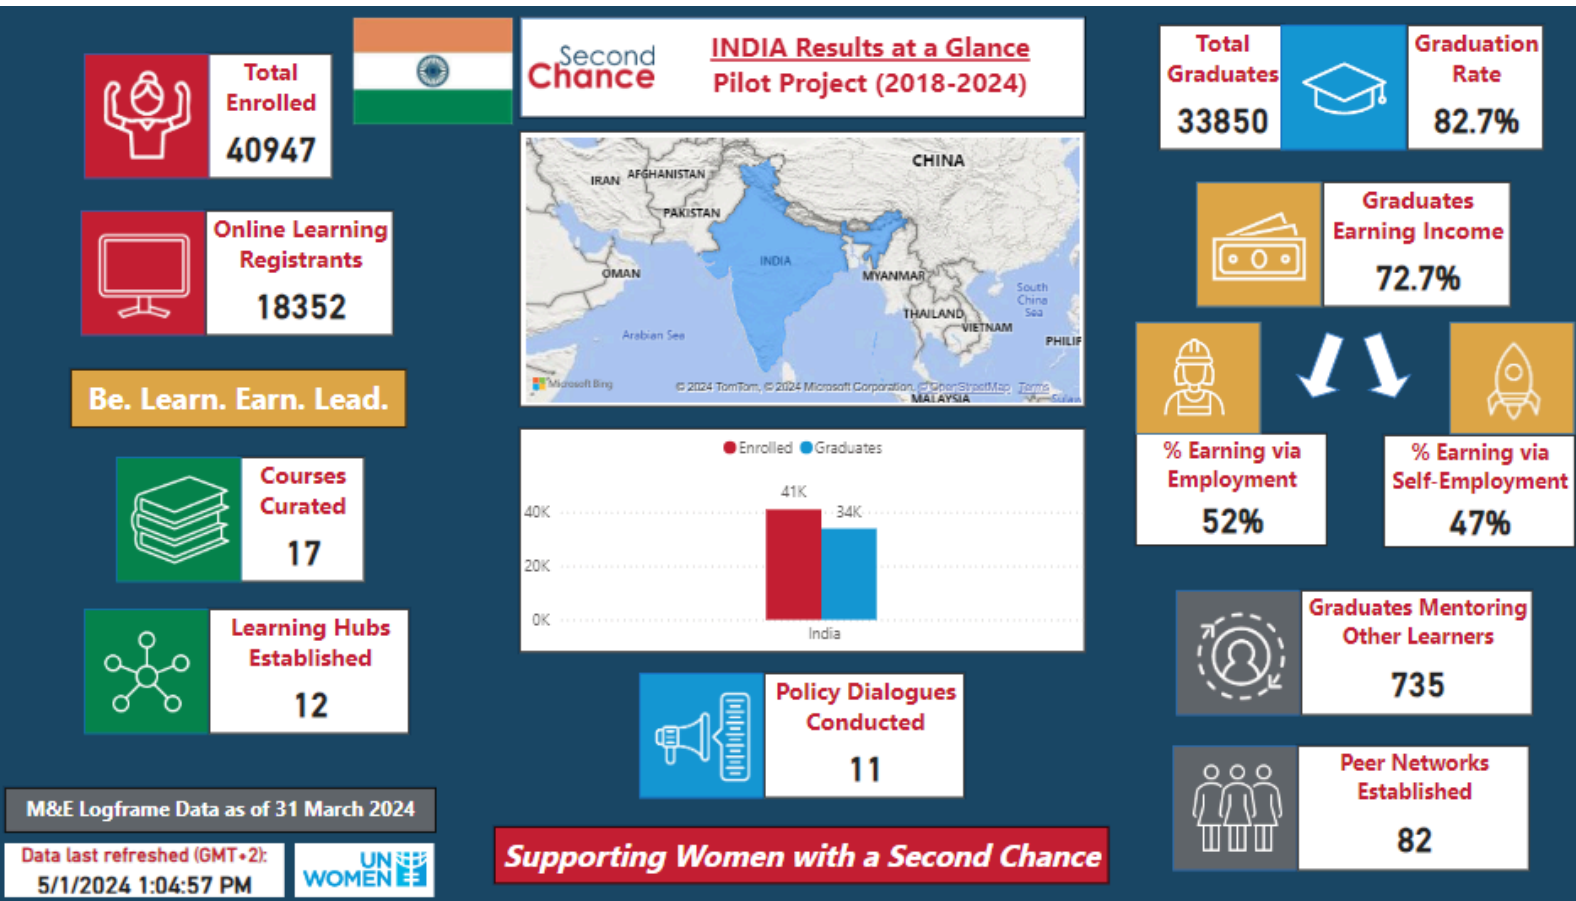 Second
Chance
INDIA Results at a Glance
Pilot Project (2018-2024)
Total
Enrolled
40947
Online Learning
Registrants
18352
Be. Learn. Earn. Lead.
Courses
Curated
17
Learning Hubs
Established
12
M&E Logframe Data as of 31 March 2024
Data last refreshed (GMT+2):
5/1/2024 1:04:57 PM
UN
WOMEN
CHINA
IRAN
AFGHANISTAN
PAKISTAN
INDIA
OMAN
MYANMAR
South
China
Sea
THAILAND
VIETNAM
Arabian Sea
PHILIP
Microsoft Bing
© 2024 TomTom, © 2024 Microsoft Corporation, © OpenStreetMap Terms
MALAYSIA
Enrolled Graduates
41K
34K
40K
20K
0K
India
Policy Dialogues
Conducted
11
Supporting Women with a Second Chance
Total
Graduates
33850
Graduation
Rate
82.7%
Graduates
Earning Income
72.7%
% Earning via
Employment
52%
% Earning via
Self-Employment
47%
Graduates Mentoring
Other Learners
735
Peer Networks
Established
82